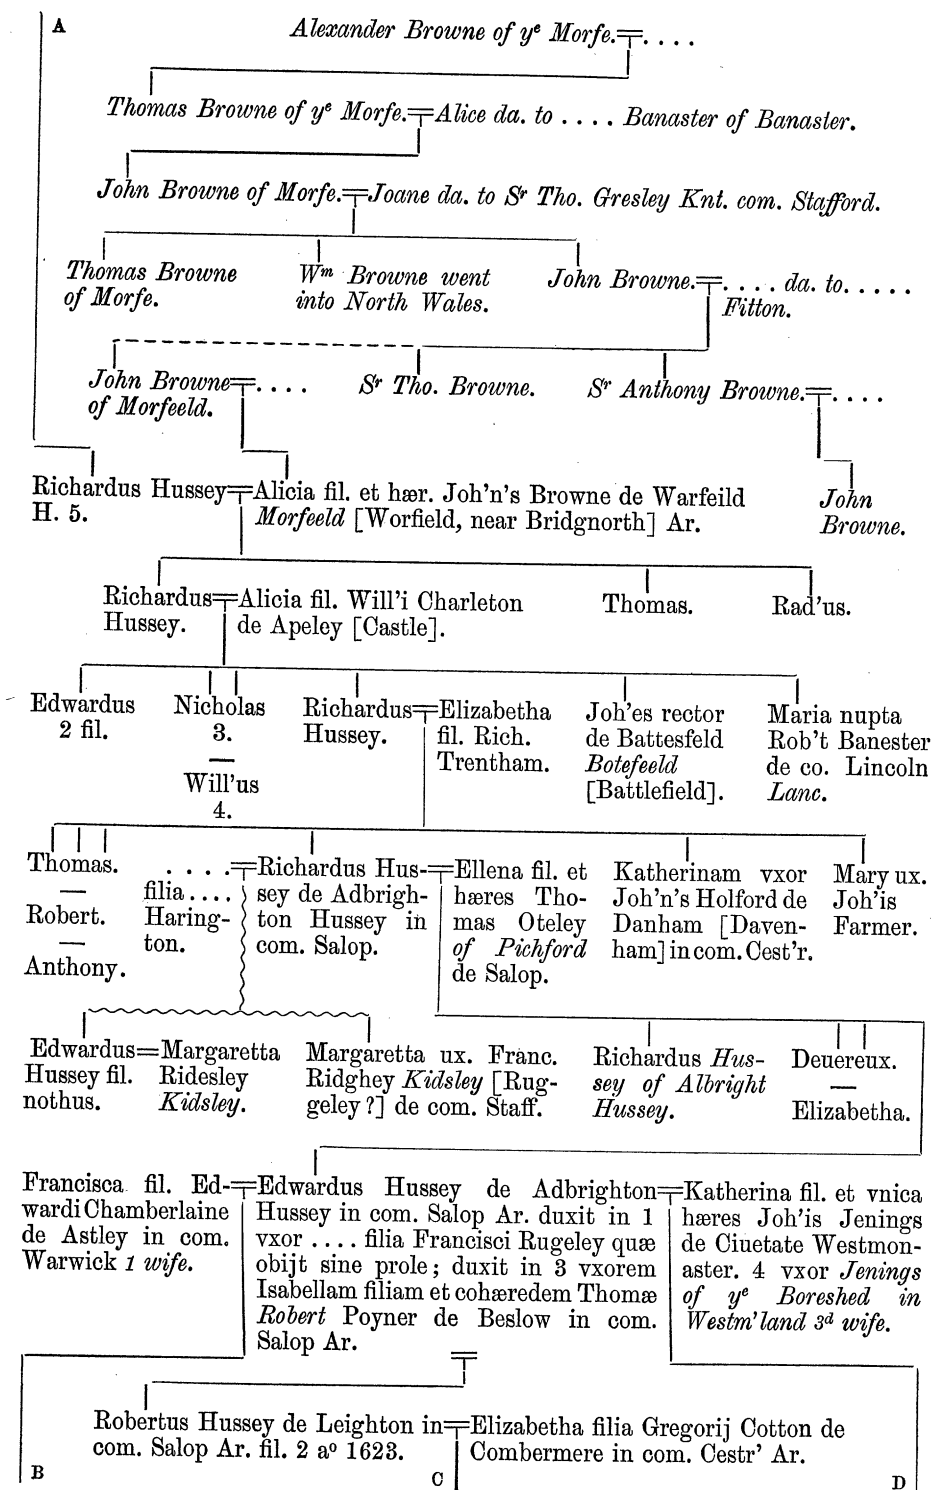 A
Alexander Browne of yᵉ Morfe.╤. . . .
Thomas Browne of yᵉ Morfe.╤Alice da. to . . . . Banaster of Banaster.
John Browne of Morfe.╤Joane da. to Sʳ Tho. Gresley Knt. com. Stafford.
Thomas Browne
of Morfe.
Wᵐ Browne went
into North Wales.
John Browne.╤. . . . da. to. . . . .
Fitton.
John Browne╤. . . .
of Morfeeld.
Sʳ Tho. Browne.
Sʳ Anthony Browne.╤. . . .
Richardus Hussey╤Alicia fil. et hær. Joh'n's Browne de Warfeild
H. 5.
Morfeeld [Worfield, near Bridgnorth] Ar.
John
Browne.
Richardus╤Alicia fil. Will'i Charleton
Hussey.
de Apeley [Castle].
Thomas.
Rad'us.
Edwardus
2 fil.
Nicholas
3.
—
Will'us
4.
Richardus╤Elizabetha
Hussey.
fil. Rich.
Trentham.
Joh'es rector
de Battesfeld
Botefeeld
[Battlefield].
Maria nupta
Rob't Banester
de co. Lincoln
Lanc.
Thomas.
—
Robert.
—
Anthony.
. . . .╤
filia . . . .
Haring-
ton.
Richardus Hus-╤
sey de Adbrigh-
ton Hussey in
com. Salop.
Ellena fil. et
hæres Tho-
mas Oteley
of Pichford
de Salop.
Katherinam vxor
Joh'n's Holford de
Danham [Daven-
ham] in com. Cest'r.
Mary ux.
Joh'is
Farmer.
Edwardus=Margaretta
Hussey fil.
nothus.
Ridesley
Kidsley.
Margaretta ux. Franc.
Ridghey Kidsley [Rug-
geley ?] de com. Staff.
Richardus Hus-
sey of Albright
Hussey.
Deuereux.
—
Elizabetha.
Francisca fil. Ed-╤
wardi Chamberlaine
de Astley in com.
Warwick 1 wife.
Edwardus Hussey de Adbrighton╤
Hussey in com. Salop Ar. duxit in 1
vxor . . . . filia Francisci Rugeley quæ
obijt sine prole; duxit in 3 vxorem
Isabellam filiam et cohæredem Thomæ
Robert Poyner de Beslow in com.
Salop Ar.
Katherina fil. et vnica
hæres Joh'is Jenings
de Ciuetate Westmon-
aster. 4 vxor Jenings
of yᵉ Boreshed in
Westm'land 3ᵈ wife.
Robertus Hussey de Leighton in╤Elizabetha filia Gregorij Cotton de
com. Salop Ar. fil. 2 aᵒ 1623.
Combermere in com. Cestr' Ar.
B
C
D